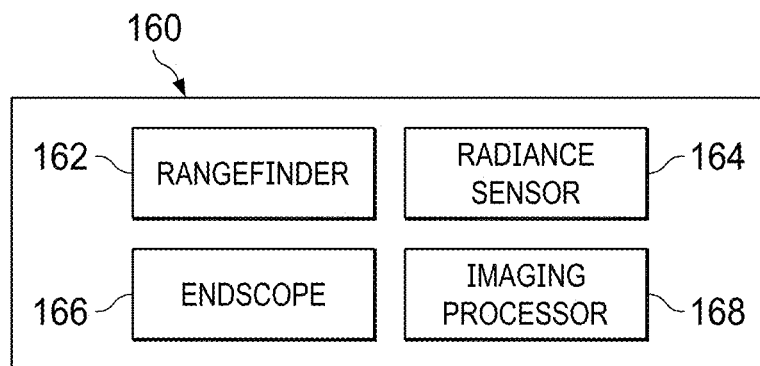 160
162
RANGEFINDER
RADIANCE
SENSOR
164
166
ENDSCOPE
IMAGING
PROCESSOR
168